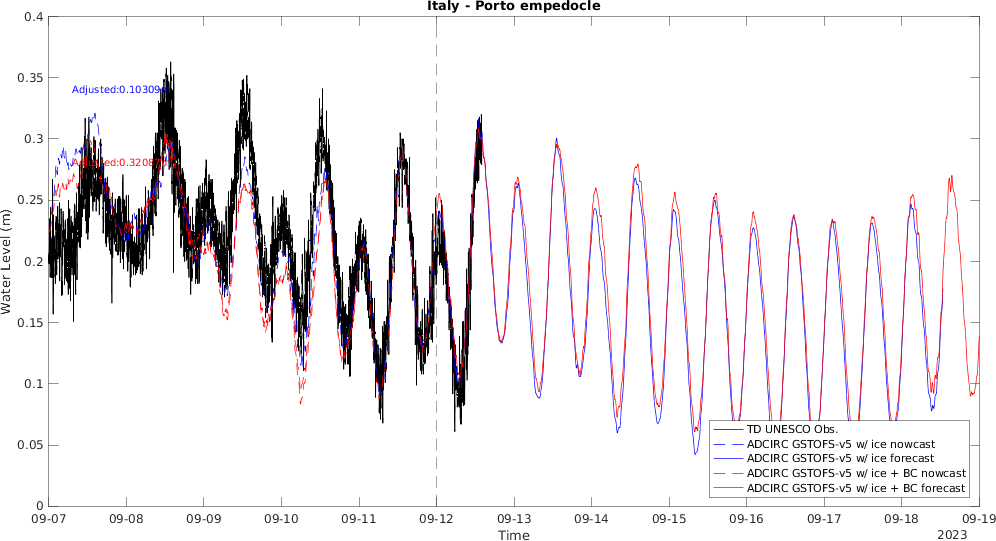 Italy - Porto empedocle
Water Level (m)
0.4
0.35
0.3
0.25
0.2
0.15
0.1
0.05
0
Adjusted:0.10309
Adjusted:0.3208
TD UNESCO Obs.
ADCIRC GSTOFS-v5 w/ ice nowcast
ADCIRC GSTOFS-v5 w/ ice forecast
ADCIRC GSTOFS-v5 w/ ice + BC nowcast
ADCIRC GSTOFS-v5 w/ ice + BC forecast
09-07 09-08 09-09 09-10 09-11 09-12 09-13 09-14 09-15 09-16 09-17 09-18 09-19
Time
2023